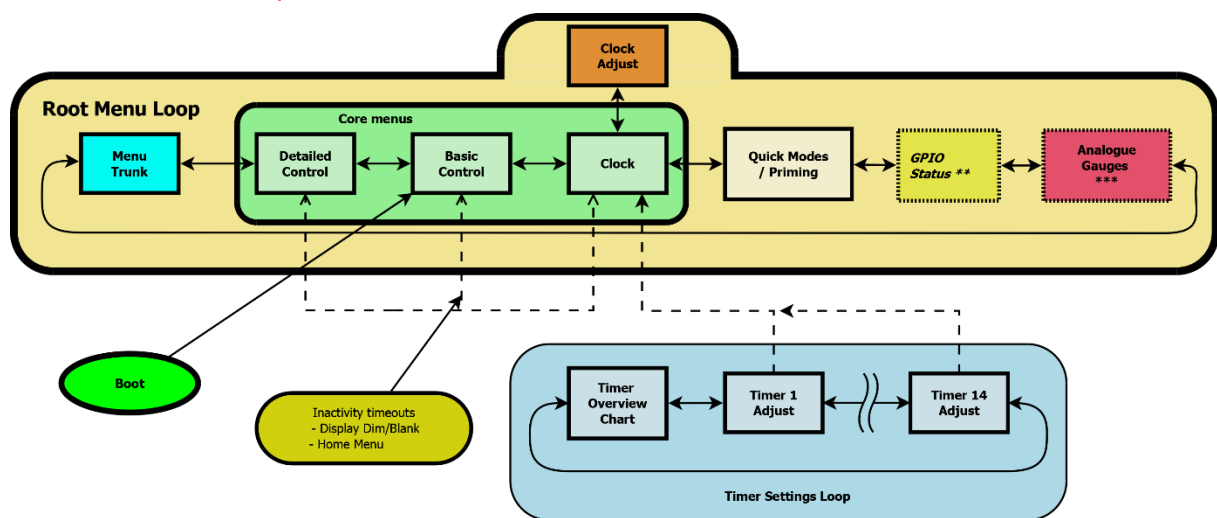 Clock
Adjust
Root Menu Loop
Core menus
Menu
Trunk
Detailed
Control
Basic
Control
Clock
Quick Modes
/ Priming
GPIO
Status **
Analogue
Gauges
***
Boot
Inactivity timeouts
- Display Dim/Blank
- Home Menu
Timer
Overview
Chart
Timer 1
Adjust
Timer 14
Adjust
Timer Settings Loop